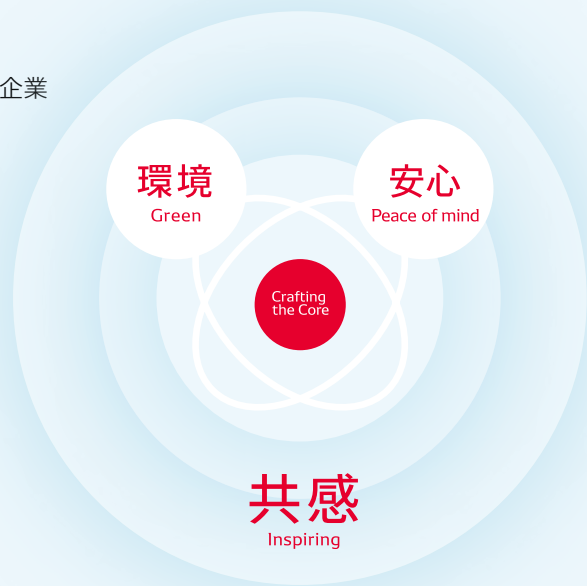 企業
環境
Green
安心
Peace of mind
Crafting
the Core
共感
Inspiring